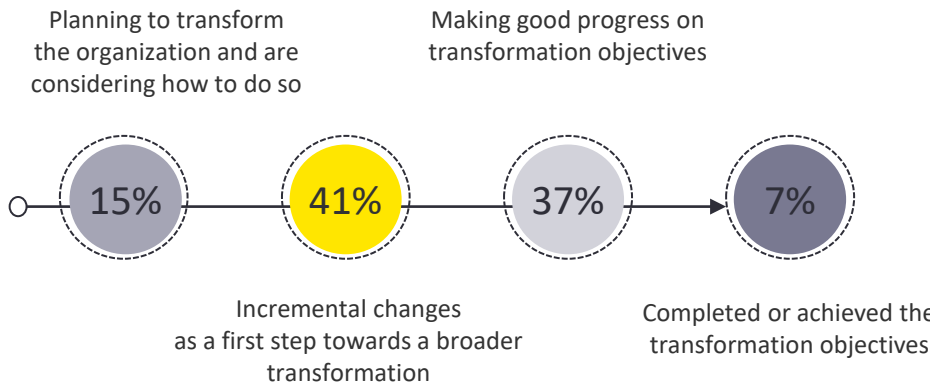 Planning to transform
the organization and are
considering how to do so
Making good progress on
transformation objectives
15%
41%
37%
7%
Incremental changes
as a first step towards a broader
transformation
Completed or achieved the
transformation objectives